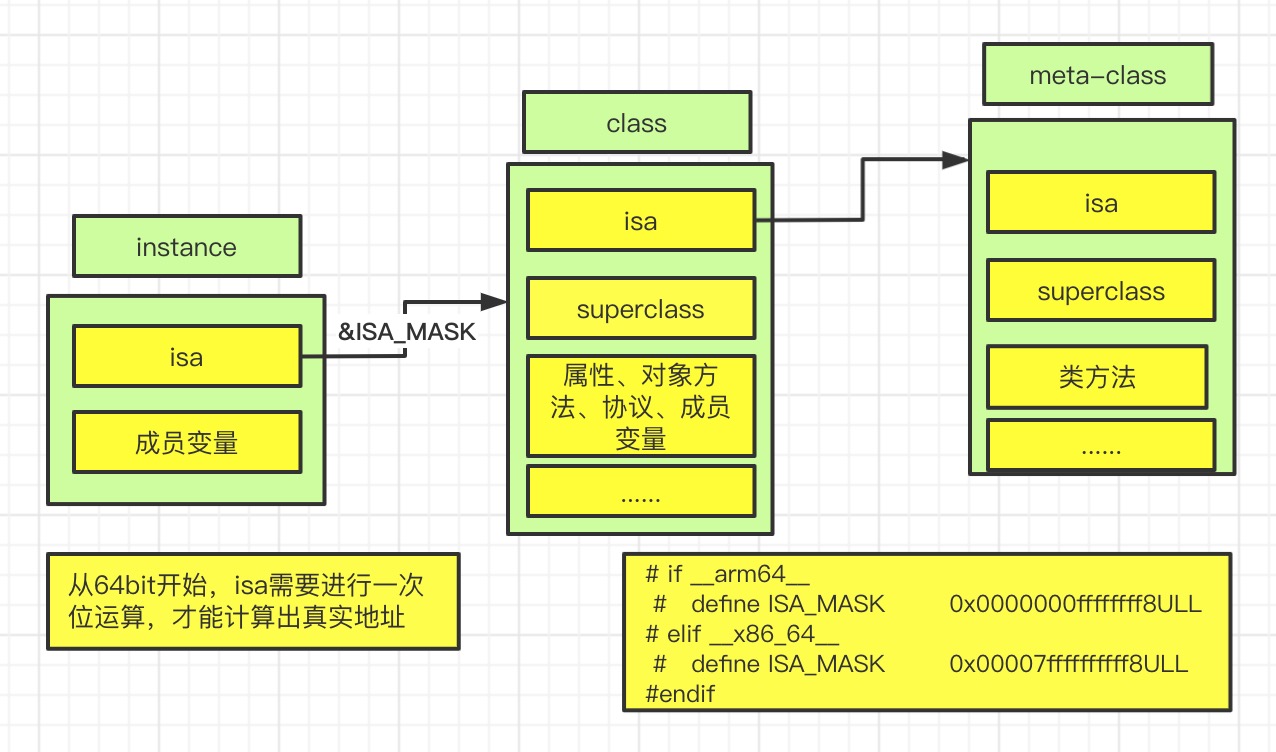 meta-class
class
instance
isa
成员变量
&ISA_MASK
isa
superclass
属性、对象方
法、协议、成员
变量
......
isa
superclass
类方法
......
从64bit开始，isa需要进行一次
位运算，才能计算出真实地址
# if __arm64__
#   define ISA_MASK        0x0000000ffffffff8ULL
# elif __x86_64__
#   define ISA_MASK        0x00007ffffffffff8ULL
#endif